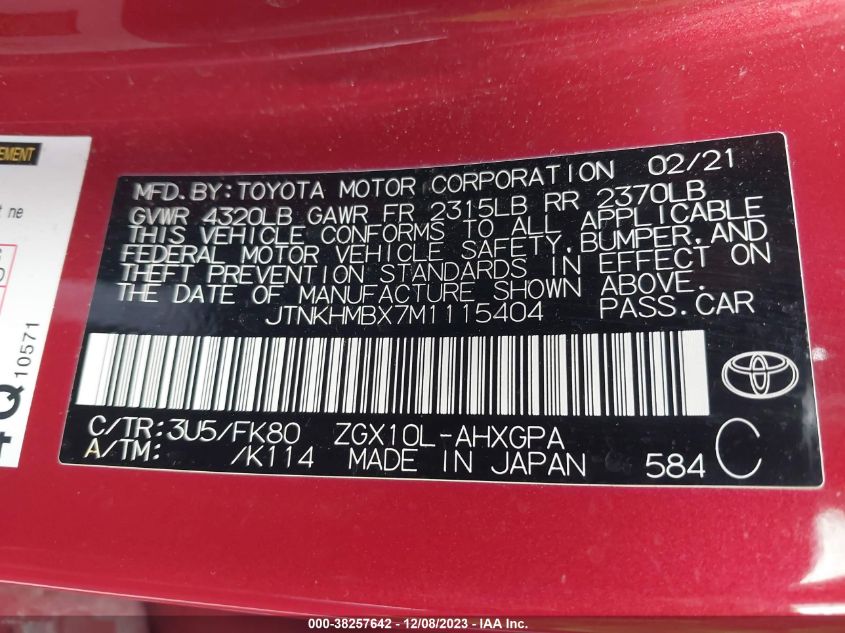 EMENT
t ne
10571
MFD.BY:TOYOTA MOTOR CORPORATION 02/21
GVWR 4320LB GAWR FR 2315LB RR 2370LB
THIS VEHICLE CONFORMS TO ALL APPLICABLE
FEDERAL MOTOR VEHICLE SAFETY,BUMPER,AND
THEFT PREVENTION STANDARDS IN EFFECT ON
THE DATE OF MANUFACTURE SHOWN ABOVE.
JTNKHMBX7M1115404 PASS.CAR
C/TR:3U5/FK80 ZGX10L-AHXGPA
A/TM: /K114 MADE IN JAPAN 584 C
000-38257642 - 12/08/2023 - IAA Inc.